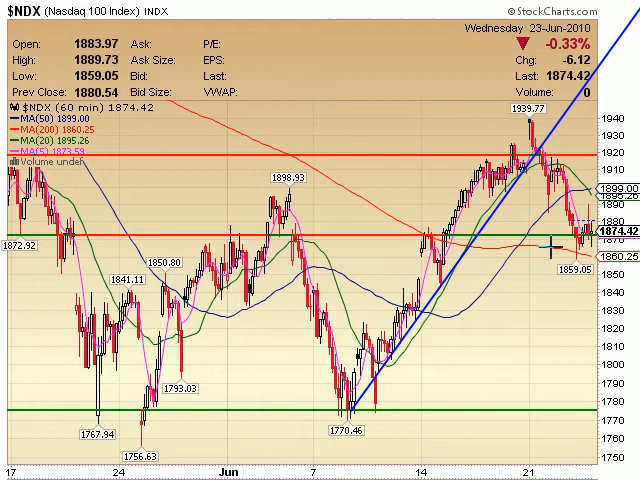 $NDX (Nasdaq 100 Index) INDX
© StockCharts.com
Wednesday 23-Jun-2010
Open: 1883.97 Ask: P/E: ▼ -0.33%
High: 1889.73 Ask Size: EPS: Chg: -6.12
Low: 1859.05 Bid: Last: Last: 1874.42
Prev Close: 1880.54 Bid Size: VWAP: Volume: 0
$NDX (60 min) 1874.42
MA(50) 1899.00
MA(200) 1860.25
MA(20) 1895.26
MA(5) 1873.59
Volume undef
1939.77
1940
1930
1920
1910
1898.93
1899.00
1890
1880
1874.42
1872.92
1870
1860.25
1850.80
1859.05
1850
1841.11
1840
1830
1820
1810
1800
1793.03
1790
1780
1770
1767.94
1770.46
1760
1756.63
1750
17 24 Jun 7 14 21